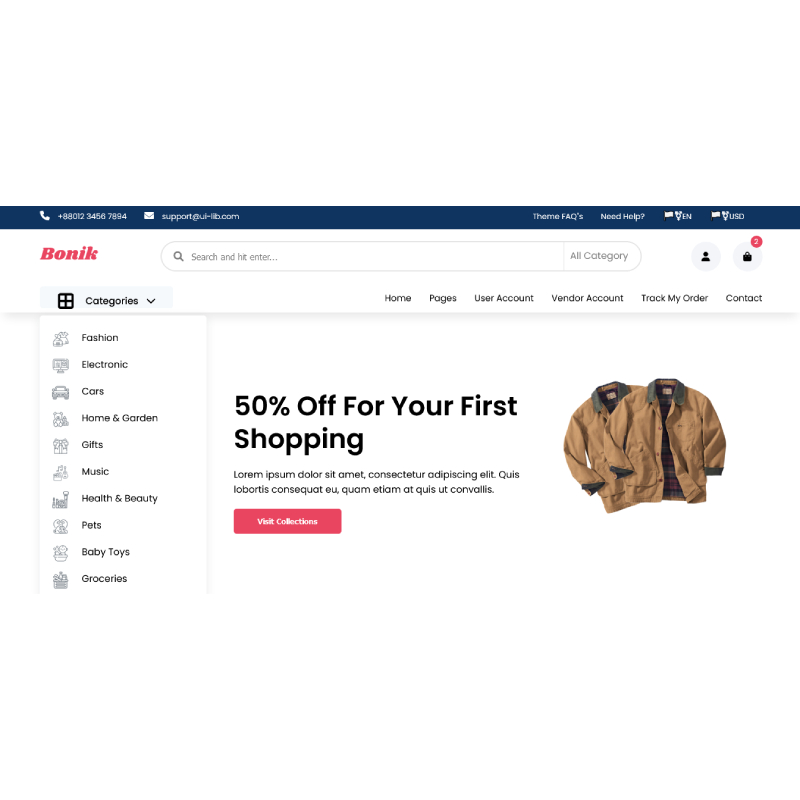 +88012 3456 7894 support@ui-lib.com Theme FAQ's Need Help? EN USD
Bonik Search and hit enter... All Category 2
Categories Home Pages User Account Vendor Account Track My Order Contact
Fashion
Electronic
Cars
Home & Garden
Gifts
Music
Health & Beauty
Pets
Baby Toys
Groceries
50% Off For Your First
Shopping
Lorem ipsum dolor sit amet, consectetur adipiscing elit. Quis
lobortis consequat eu, quam etiam at quis ut convallis.
Visit Collections